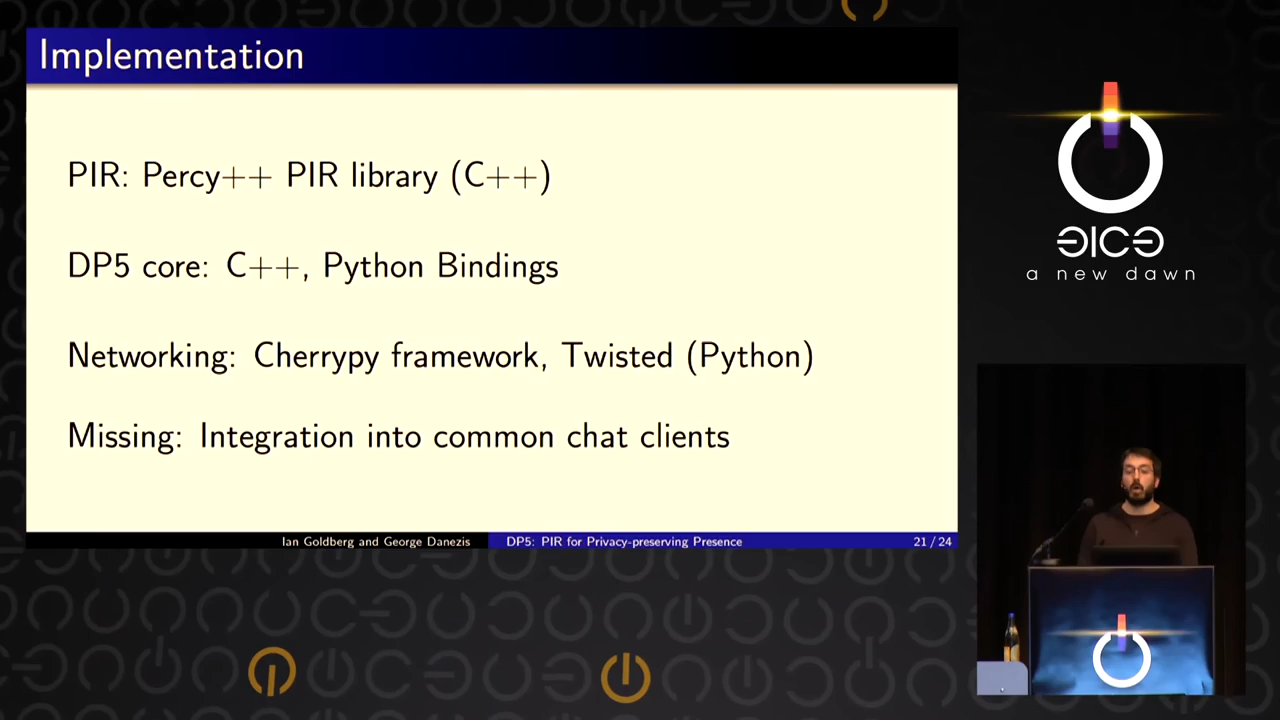 Implementation
PIR: Percy++ PIR library (C++)
DP5 core: C++, Python Bindings
Networking: Cherrypy framework, Twisted (Python)
Missing: Integration into common chat clients
Ian Goldberg and George Danezis
DP5: PIR for Privacy-preserving Presence
21 / 24
a new dawn